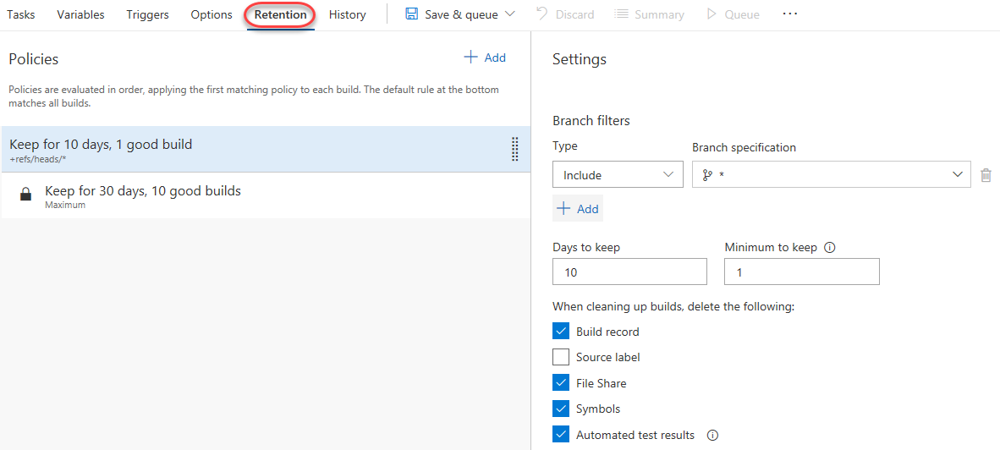 Tasks Variables Triggers Options Retention History Save & queue Discard Summary Queue ...
Policies
Add
Policies are evaluated in order, applying the first matching policy to each build. The default rule at the bottom
matches all builds.
Keep for 10 days, 1 good build
+refs/heads/*
Keep for 30 days, 10 good builds
Maximum
Settings
Branch filters
Type Branch specification
Include *
Add
Days to keep Minimum to keep
10 1
When cleaning up builds, delete the following:
Build record
Source label
File Share
Symbols
Automated test results